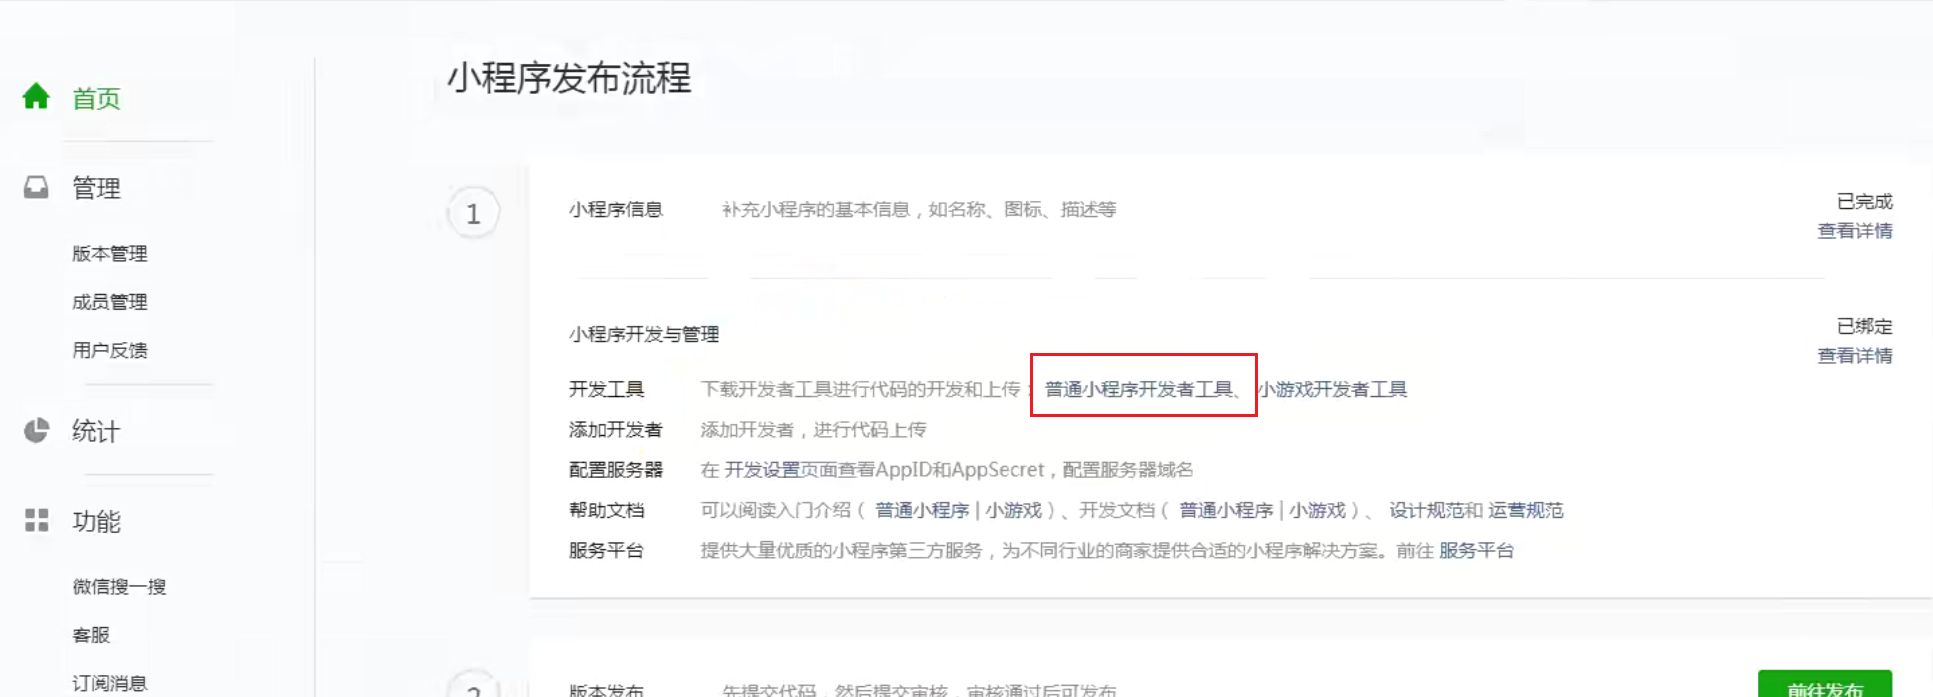 小程序发布流程
首页
管理
版本管理
成员管理
用户反馈
统计
功能
微信搜一搜
客服
订阅消息
1
小程序信息 补充小程序的基本信息，如名称、图标、描述等
已完成
查看详情
小程序开发与管理
已绑定
查看详情
开发工具 下载开发者工具进行代码的开发和上传：普通小程序开发者工具、小游戏开发者工具
添加开发者 添加开发者，进行代码上传
配置服务器 在 开发设置页面查看AppID和AppSecret，配置服务器域名
帮助文档 可以阅读入门介绍（ 普通小程序 | 小游戏 ）、开发文档（ 普通小程序 | 小游戏 ）、 设计规范和 运营规范
服务平台 提供大量优质的小程序第三方服务，为不同行业的商家提供合适的小程序解决方案。前往 服务平台
2
版本发布 先提交代码，然后提交审核，审核通过后可发布
前往发布